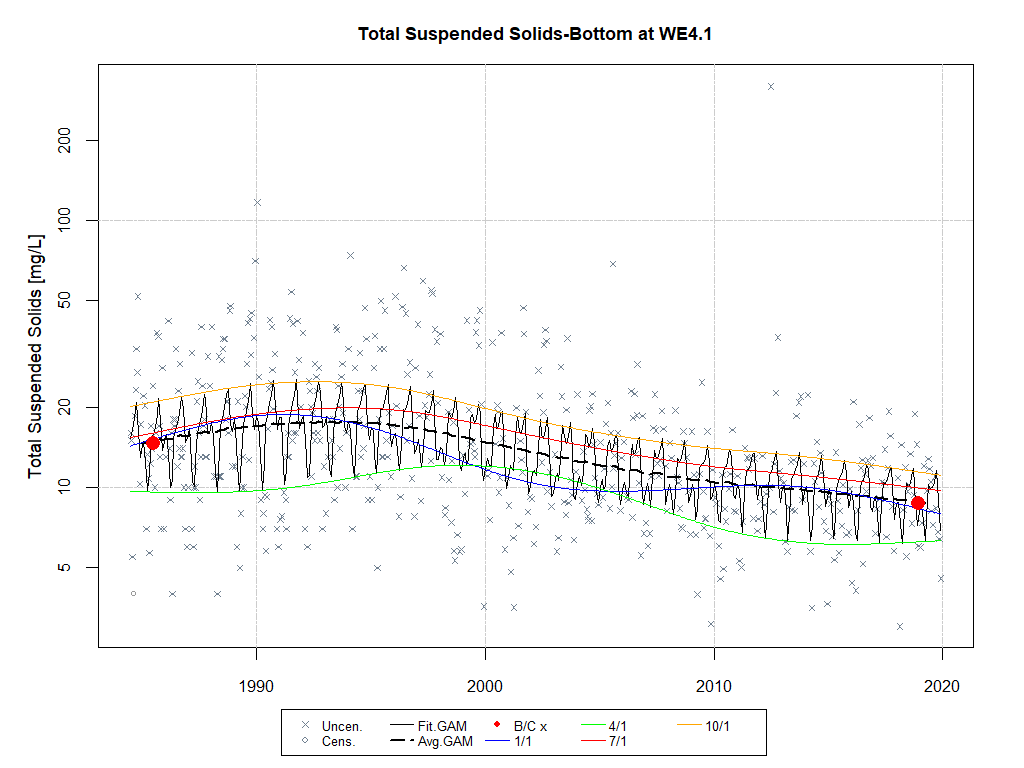 Total Suspended Solids-Bottom at WE4.1
Total Suspended Solids [mg/L]
200
100
50
20
10
5
1990 2000 2010 2020
Uncen. Fit.GAM B/C x 4/1 10/1
Cens. Avg.GAM 1/1 7/1